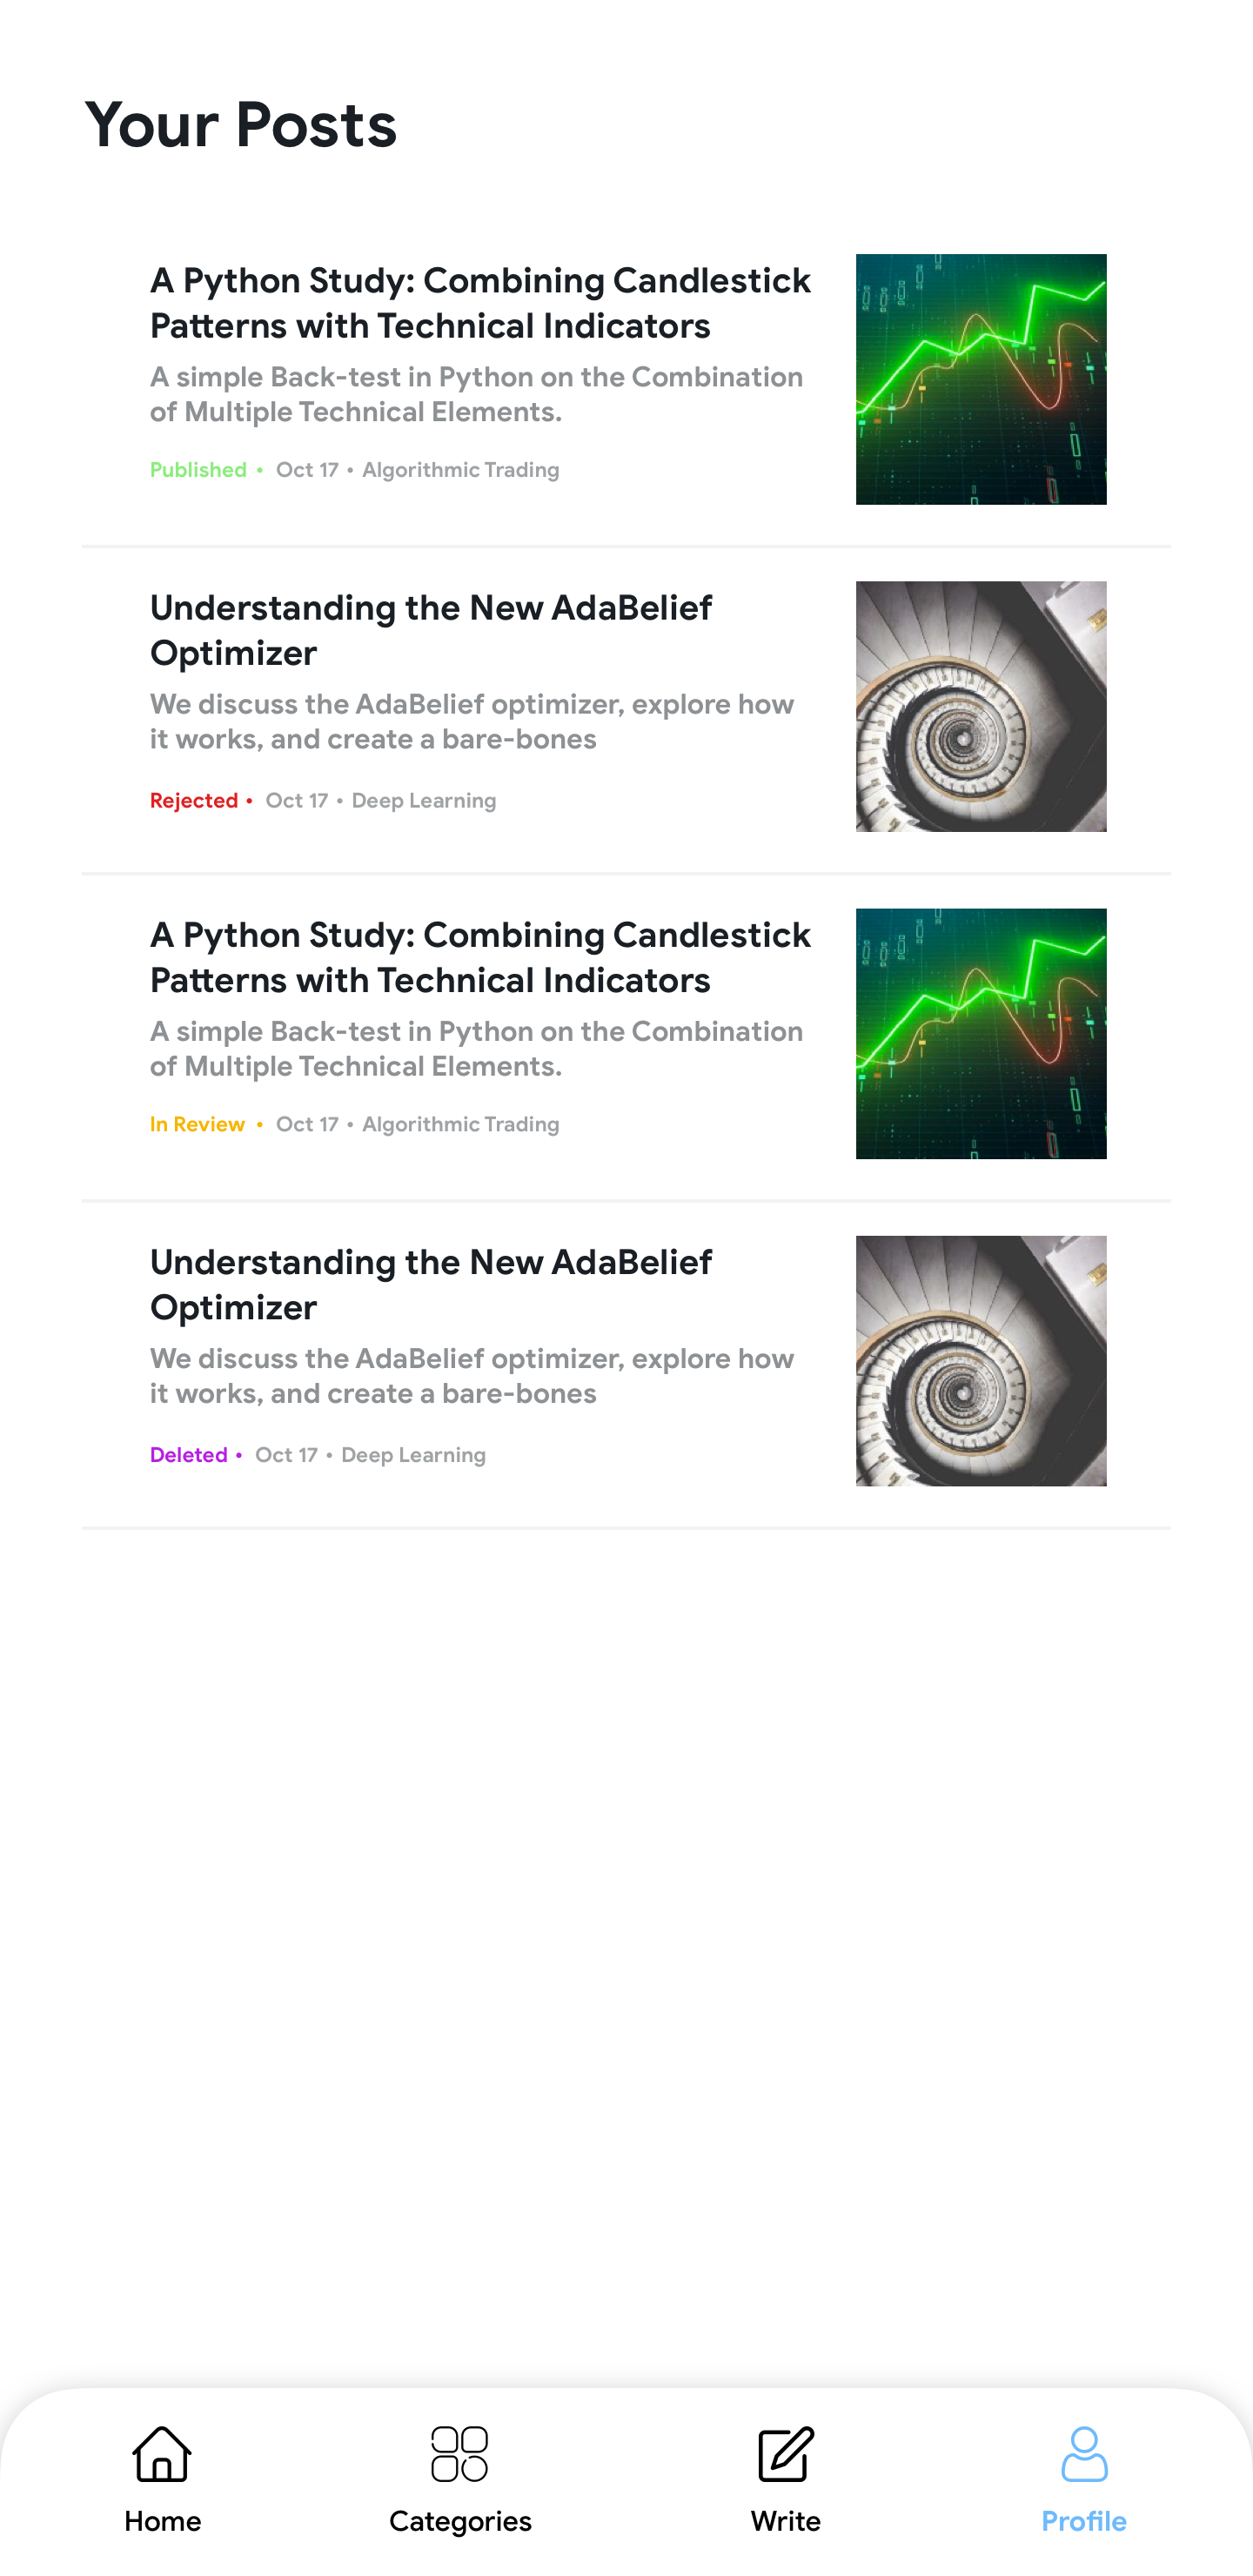 Your Posts
A Python Study: Combining Candlestick
Patterns with Technical Indicators
A simple Back-test in Python on the Combination
of Multiple Technical Elements.
Published • Oct 17 • Algorithmic Trading
Understanding the New AdaBelief
Optimizer
We discuss the AdaBelief optimizer, explore how
it works, and create a bare-bones
Rejected • Oct 17 • Deep Learning
A Python Study: Combining Candlestick
Patterns with Technical Indicators
A simple Back-test in Python on the Combination
of Multiple Technical Elements.
In Review • Oct 17 • Algorithmic Trading
Understanding the New AdaBelief
Optimizer
We discuss the AdaBelief optimizer, explore how
it works, and create a bare-bones
Deleted • Oct 17 • Deep Learning
Home
Categories
Write
Profile